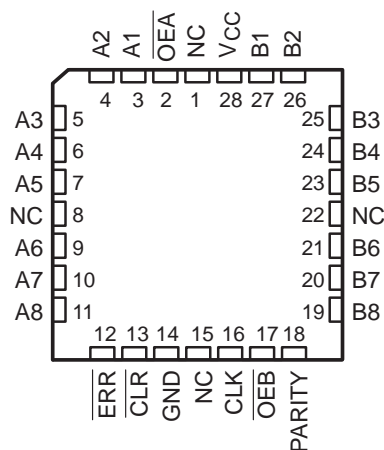 A2 A1 OEA NC VCC B1 B2
4 3 2 1 28 27 26
A3 5 25 B3
A4 6 24 B4
A5 7 23 B5
NC 8 22 NC
A6 9 21 B6
A7 10 20 B7
A8 11 19 B8
12 13 14 15 16 17 18
ERR CLR GND NC CLK OEB PARITY